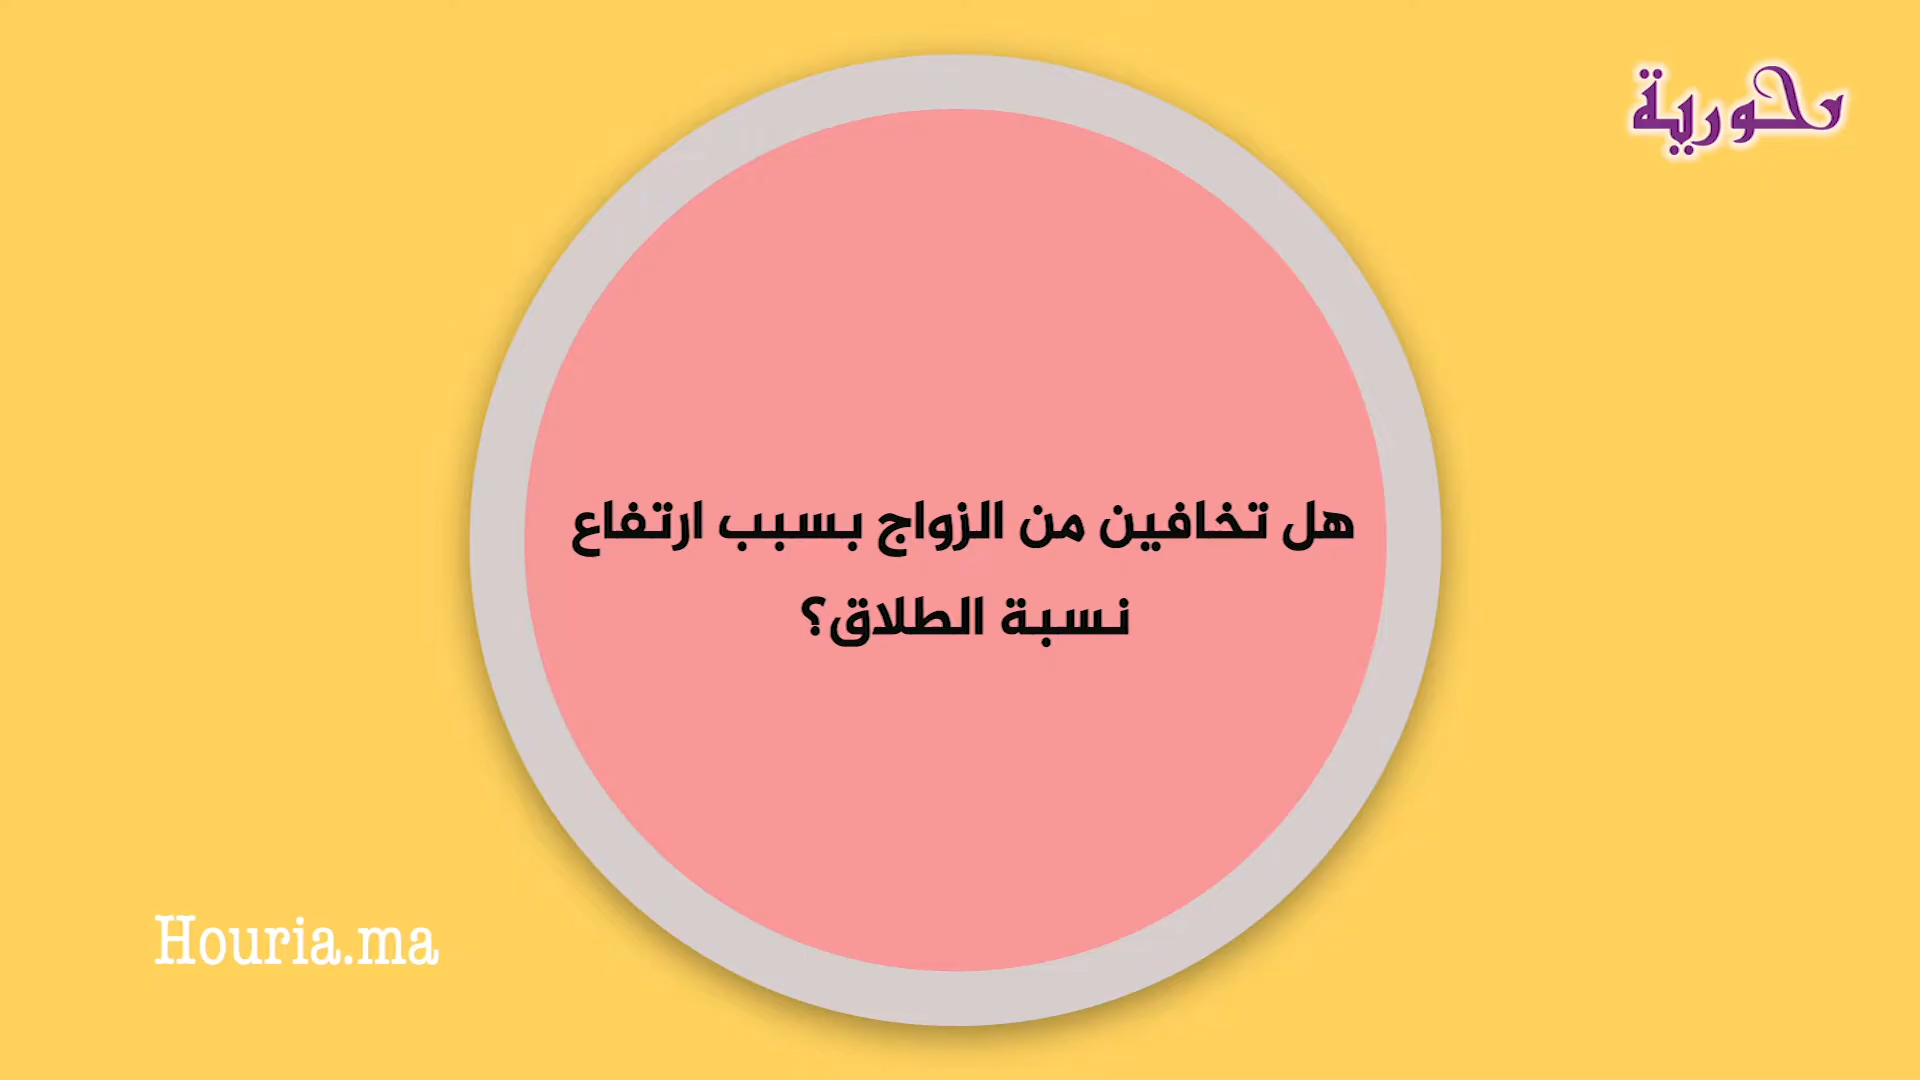 حورية
هل تخافين من الزواج بسبب ارتفاع
نسبة الطلاق؟
Houria.ma